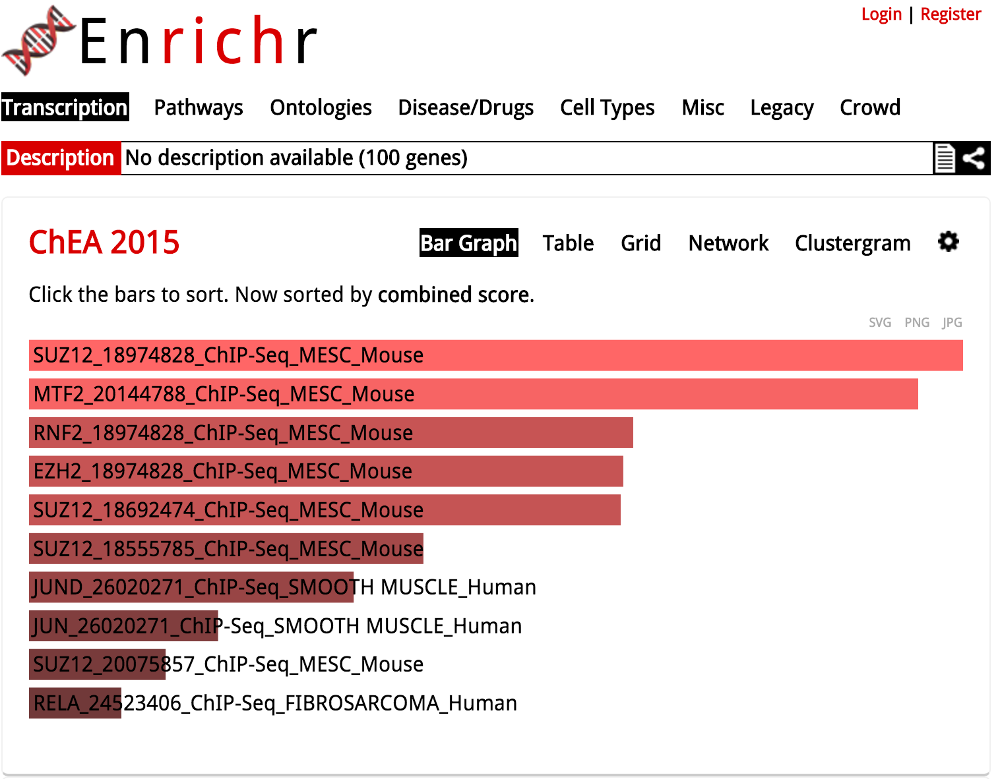 Login | Register
Enrichr
Transcription Pathways Ontologies Disease/Drugs Cell Types Misc Legacy Crowd
Description No description available (100 genes)
ChEA 2015 Bar Graph Table Grid Network Clustergram
Click the bars to sort. Now sorted by combined score.
SVG PNG JPG
SUZ12_18974828_ChIP-Seq_MESC_Mouse
MTF2_20144788_ChIP-Seq_MESC_Mouse
RNF2_18974828_ChIP-Seq_MESC_Mouse
EZH2_18974828_ChIP-Seq_MESC_Mouse
SUZ12_18692474_ChIP-Seq_MESC_Mouse
SUZ12_18555785_ChIP-Seq_MESC_Mouse
JUND_26020271_ChIP-Seq_SMOOTH MUSCLE_Human
JUN_26020271_ChIP-Seq_SMOOTH MUSCLE_Human
SUZ12_20075857_ChIP-Seq_MESC_Mouse
RELA_24523406_ChIP-Seq_FIBROSARCOMA_Human